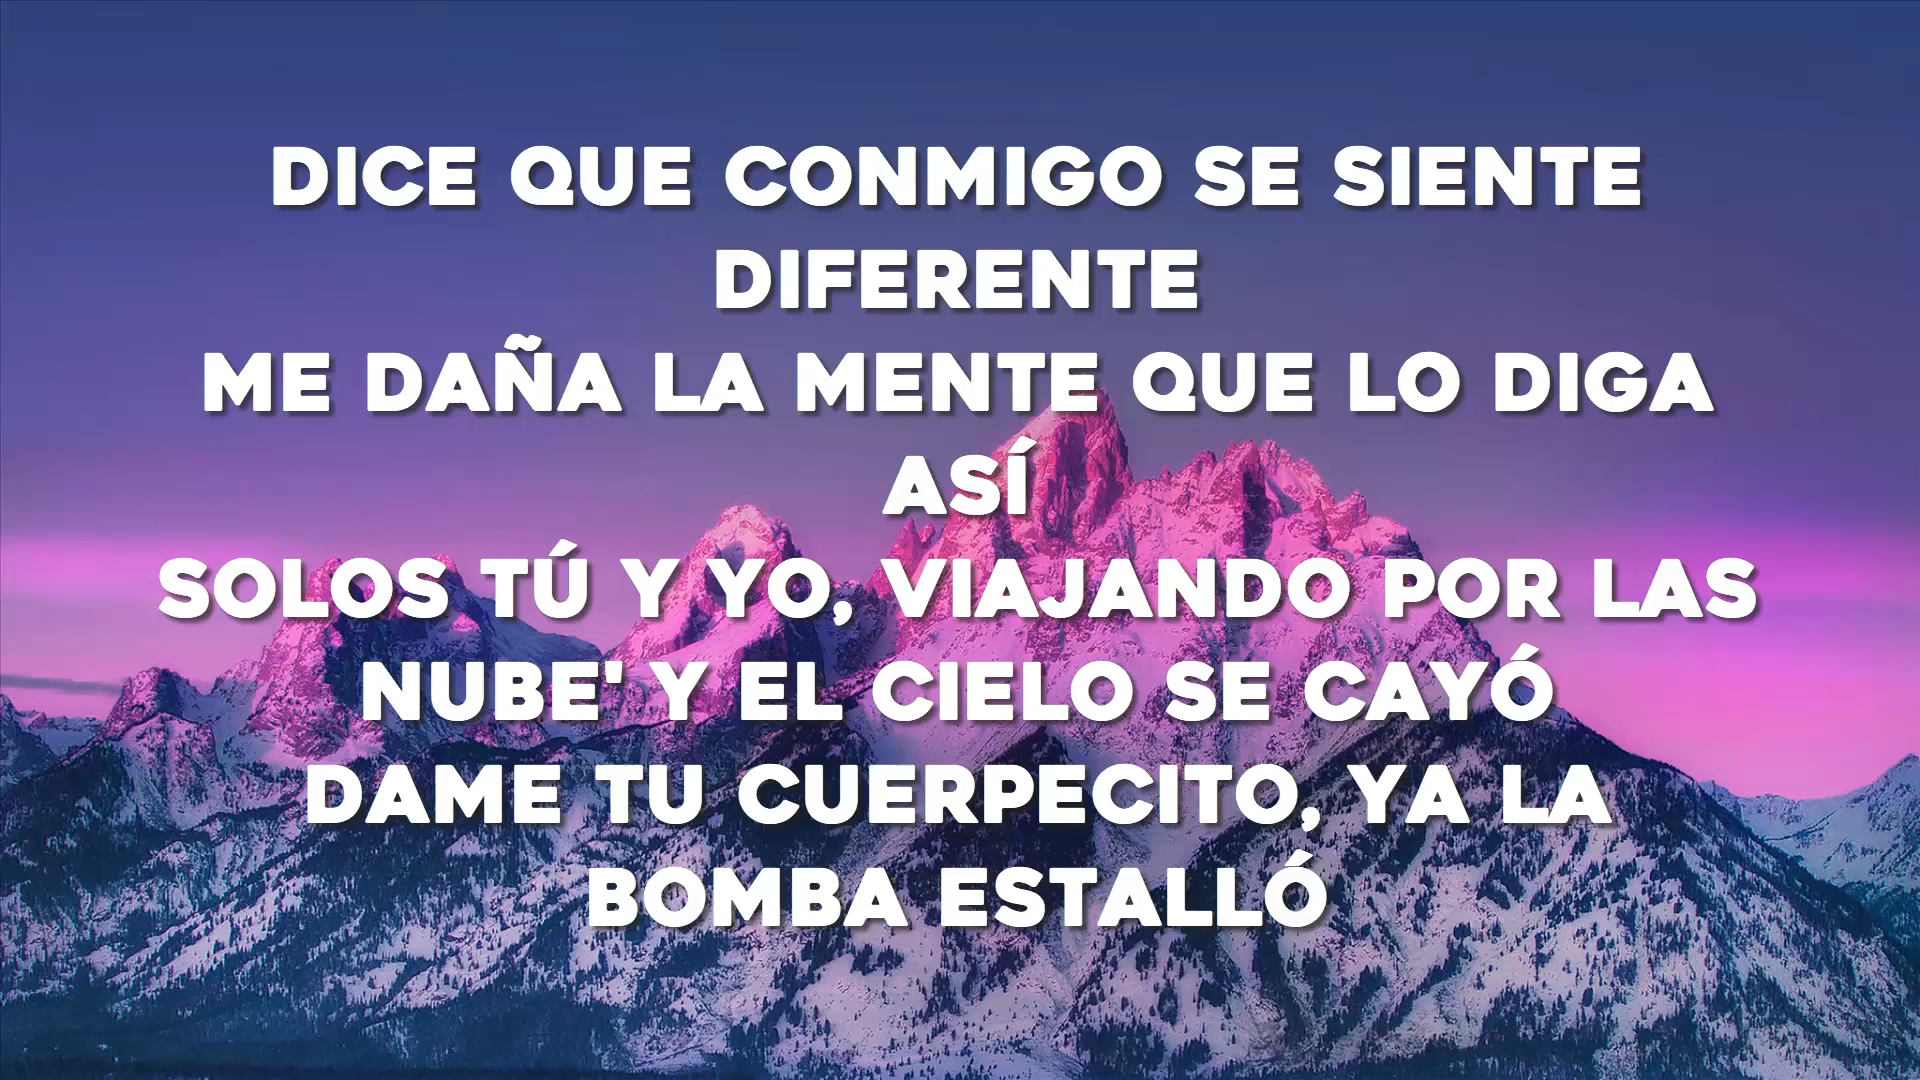 DICE QUE CONMIGO SE SIENTE
DIFERENTE
ME DAÑA LA MENTE QUE LO DIGA
ASÍ
SOLOS TÚ Y YO, VIAJANDO POR LAS
NUBE' Y EL CIELO SE CAYÓ
DAME TU CUERPECITO, YA LA
BOMBA ESTALLÓ